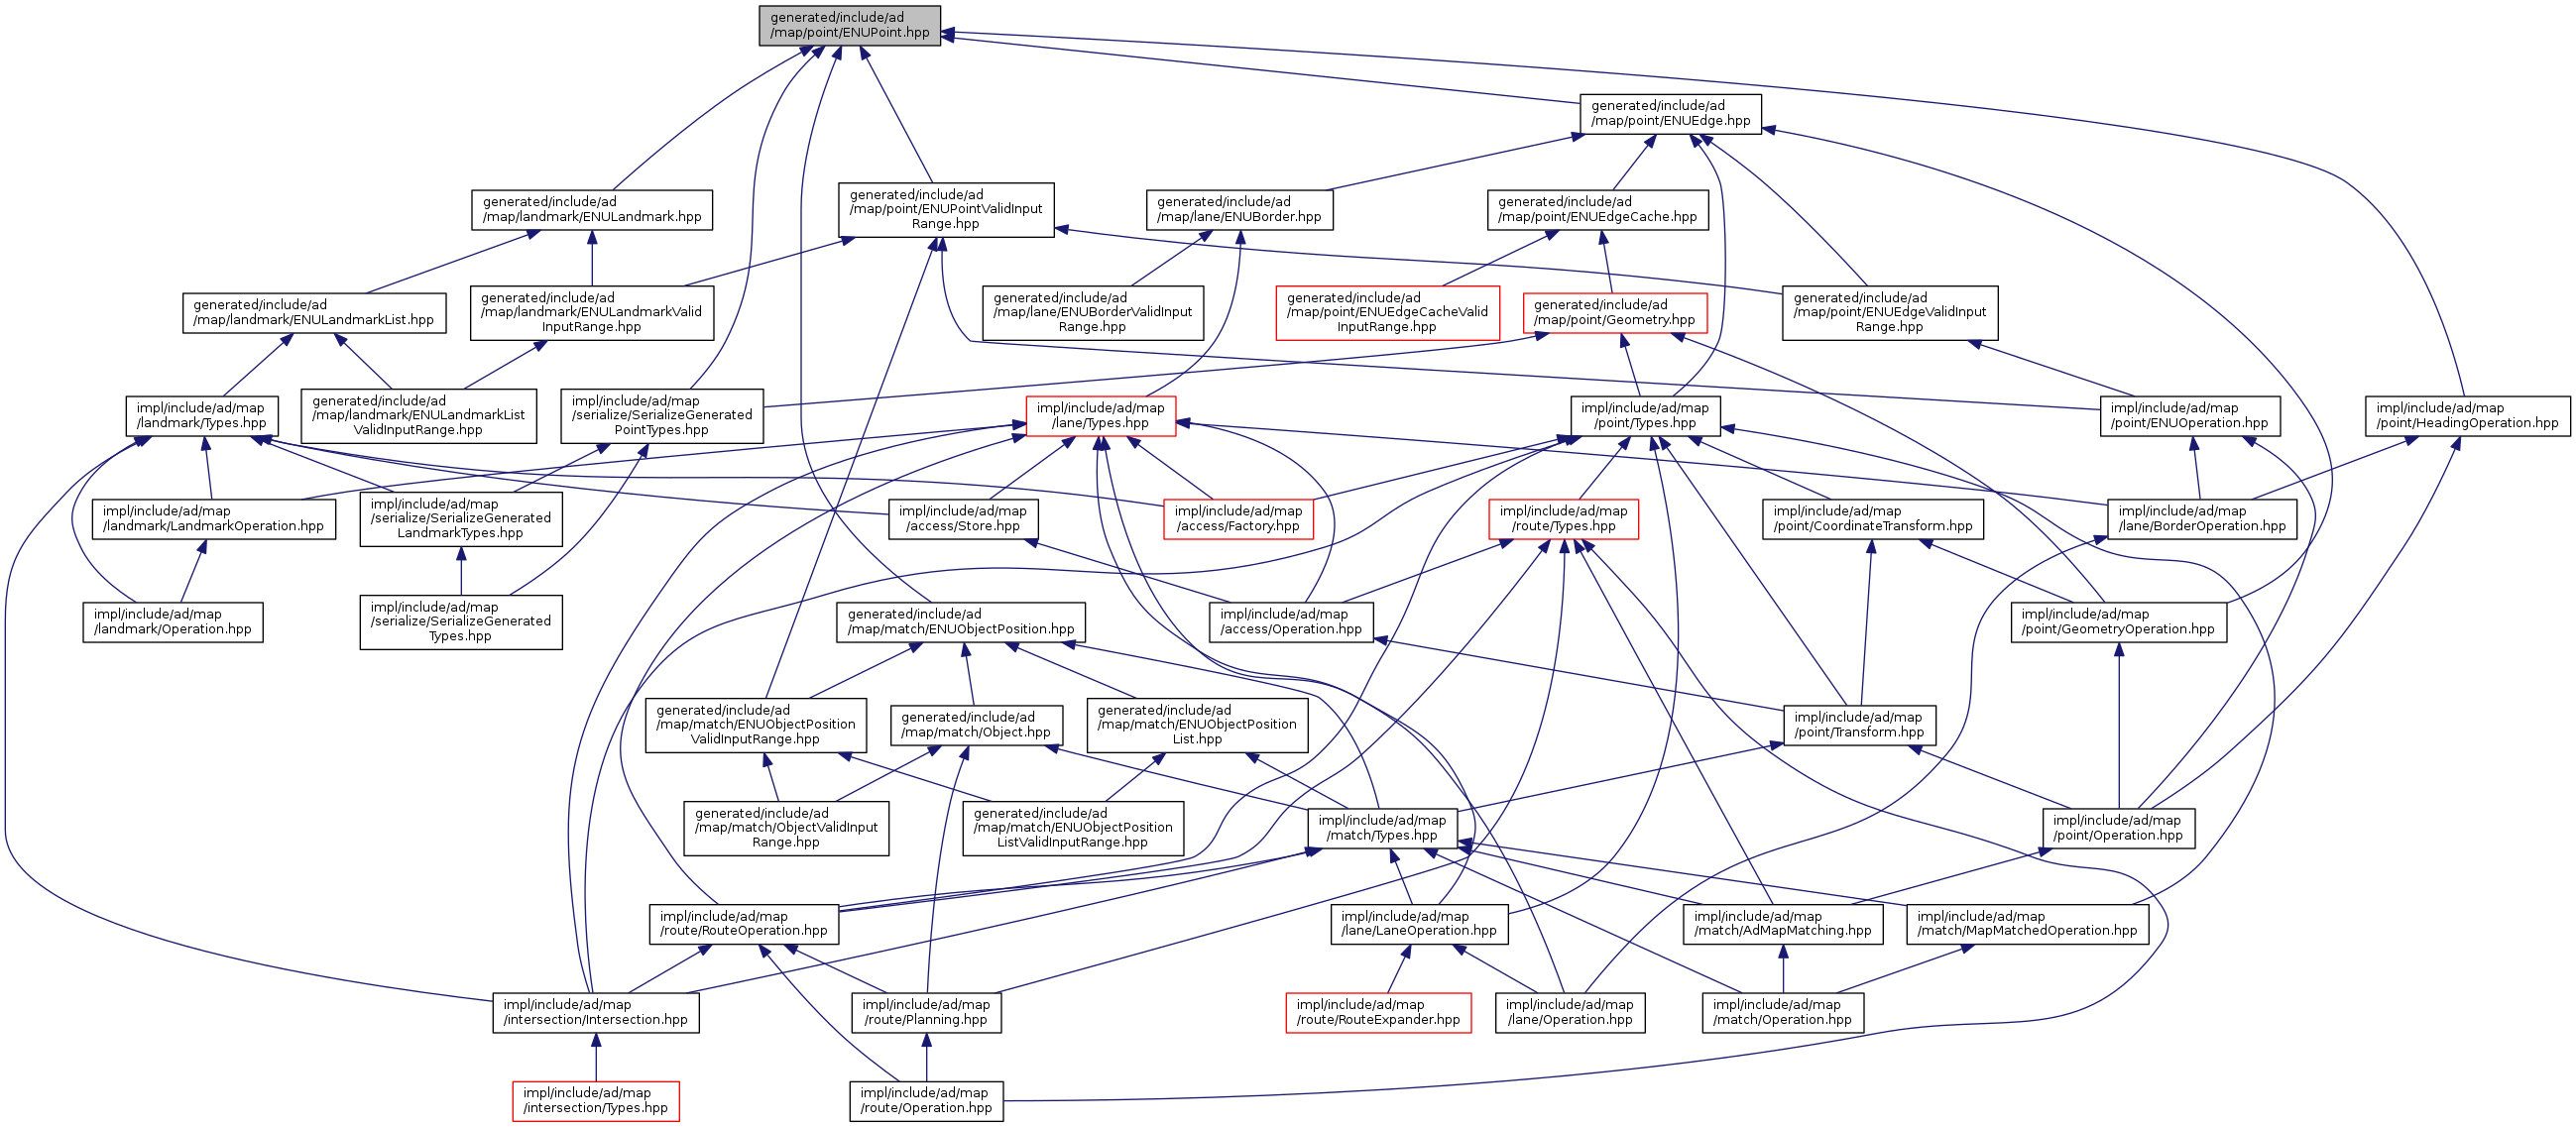 generated/include/ad
/map/point/ENUPoint.hpp
generated/include/ad
/map/point/ENUEdge.hpp
generated/include/ad
/map/landmark/ENULandmark.hpp
generated/include/ad
/map/point/ENUPointValidInput
Range.hpp
generated/include/ad
/map/lane/ENUBorder.hpp
generated/include/ad
/map/point/ENUEdgeCache.hpp
generated/include/ad
/map/landmark/ENULandmarkList.hpp
generated/include/ad
/map/landmark/ENULandmarkValid
InputRange.hpp
generated/include/ad
/map/lane/ENUBorderValidInput
Range.hpp
generated/include/ad
/map/point/ENUEdgeCacheValid
InputRange.hpp
generated/include/ad
/map/point/Geometry.hpp
generated/include/ad
/map/point/ENUEdgeValidInput
Range.hpp
impl/include/ad/map
/landmark/Types.hpp
generated/include/ad
/map/landmark/ENULandmarkList
ValidInputRange.hpp
impl/include/ad/map
/serialize/SerializeGenerated
PointTypes.hpp
impl/include/ad/map
/lane/Types.hpp
impl/include/ad/map
/point/Types.hpp
impl/include/ad/map
/point/ENUOperation.hpp
impl/include/ad/map
/point/HeadingOperation.hpp
impl/include/ad/map
/landmark/LandmarkOperation.hpp
impl/include/ad/map
/serialize/SerializeGenerated
LandmarkTypes.hpp
impl/include/ad/map
/access/Store.hpp
impl/include/ad/map
/access/Factory.hpp
impl/include/ad/map
/route/Types.hpp
impl/include/ad/map
/point/CoordinateTransform.hpp
impl/include/ad/map
/lane/BorderOperation.hpp
impl/include/ad/map
/landmark/Operation.hpp
impl/include/ad/map
/serialize/SerializeGenerated
Types.hpp
generated/include/ad
/map/match/ENUObjectPosition.hpp
impl/include/ad/map
/access/Operation.hpp
impl/include/ad/map
/point/GeometryOperation.hpp
generated/include/ad
/map/match/ENUObjectPosition
ValidInputRange.hpp
generated/include/ad
/map/match/Object.hpp
generated/include/ad
/map/match/ENUObjectPosition
List.hpp
impl/include/ad/map
/point/Transform.hpp
generated/include/ad
/map/match/ObjectValidInput
Range.hpp
generated/include/ad
/map/match/ENUObjectPosition
ListValidInputRange.hpp
impl/include/ad/map
/match/Types.hpp
impl/include/ad/map
/point/Operation.hpp
impl/include/ad/map
/route/RouteOperation.hpp
impl/include/ad/map
/lane/LaneOperation.hpp
impl/include/ad/map
/match/AdMapMatching.hpp
impl/include/ad/map
/match/MapMatchedOperation.hpp
impl/include/ad/map
/intersection/Intersection.hpp
impl/include/ad/map
/route/Planning.hpp
impl/include/ad/map
/route/RouteExpander.hpp
impl/include/ad/map
/lane/Operation.hpp
impl/include/ad/map
/match/Operation.hpp
impl/include/ad/map
/intersection/Types.hpp
impl/include/ad/map
/route/Operation.hpp